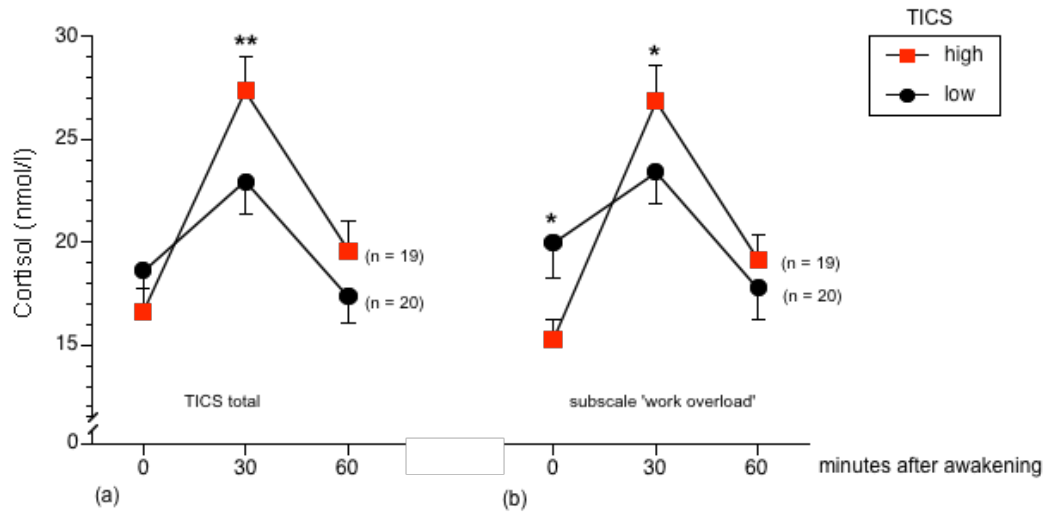 TICS
high
low
Cortisol (nmol/l)
30
25
20
15
0
**
(n = 19)
(n = 20)
TICS total
0
30
60
(a)
*
*
(n = 19)
(n = 20)
subscale 'work overload'
0
30
60
minutes after awakening
(b)